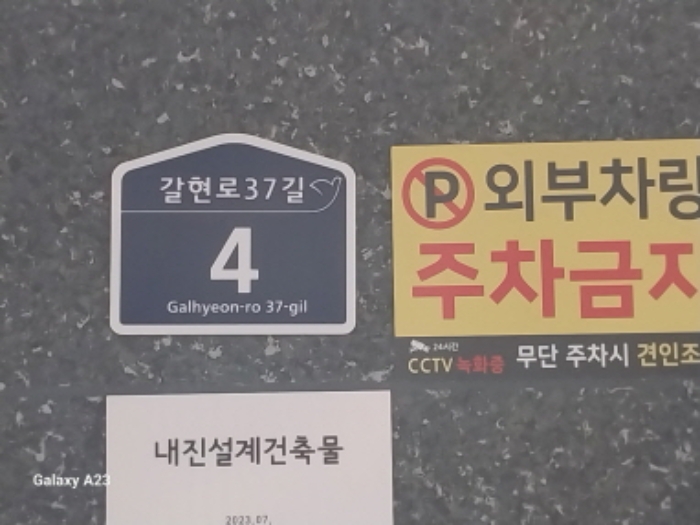 갈현로37길
4
Galhyeon-ro 37-gil
P 외부차량
주차금지
24시간
CCTV 녹화중 무단 주차시 견인조
내진설계건축물
2023.07.
Galaxy A23